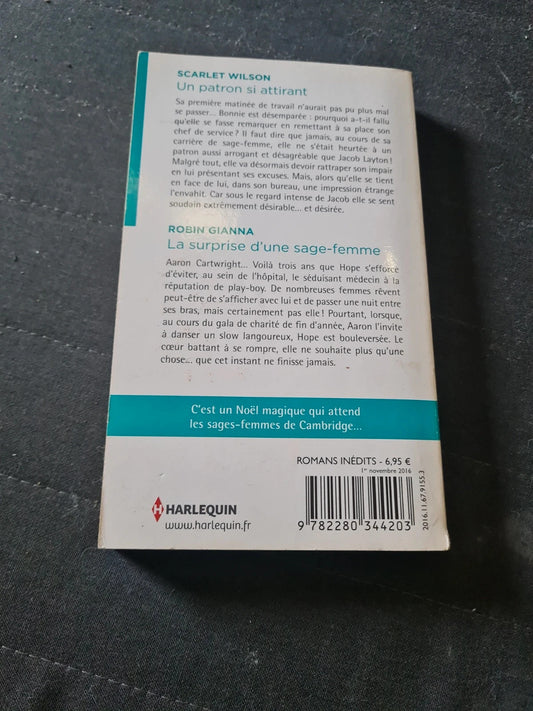 SCARLET WILSON
Un patron si attirant
Sa première matinée de travail n'aurait pas pu plus mal
se passer... Bonnie est désemparée : pourquoi a-t-il fallu
qu'elle se fasse remarquer en remettant à sa place son
chef de service ? Il faut dire que jamais, au cours de sa
carrière de sage-femme, elle ne s'était heurtée à un
patron aussi arrogant et désagréable que Jacob Layton !
Malgré tout, elle va désormais devoir rattraper son impair
en lui présentant ses excuses. Mais, alors qu'elle se tient
en face de lui, dans son bureau, une impression étrange
l'envahit. Car sous le regard intense de Jacob elle se sent
soudain extrêmement désirable... et désirée.
ROBIN GIANNA
La surprise d'une sage-femme
Aaron Cartwright... Voilà trois ans que Hope s'efforce
d'éviter, au sein de l'hôpital, le séduisant médecin à la
réputation de play-boy. De nombreuses femmes rêvent
peut-être de s'afficher avec lui et de passer une nuit entre
ses bras, mais certainement pas elle ! Pourtant, lorsque,
au cours du gala de charité de fin d'année, Aaron l'invite
à danser un slow langoureux, Hope est bouleversée. Le
cœur battant à se rompre, elle ne souhaite plus qu'une
chose... que cet instant ne finisse jamais.
C'est un Noël magique qui attend
les sages-femmes de Cambridge...
ROMANS INÉDITS - 6,95 €
1er novembre 2016
2016.11.67.9155.3
9 782280 344203
HARLEQUIN
www.harlequin.fr